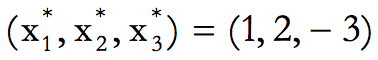 (x₁*, x₂*, x₃*) = (1, 2, − 3)